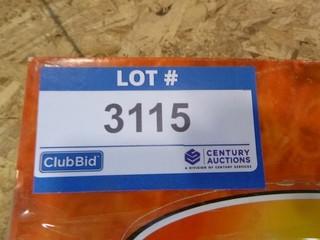 LOT #
3115
ClubBid
CENTURY
AUCTIONS
A DIVISION OF CENTURY SERVICES